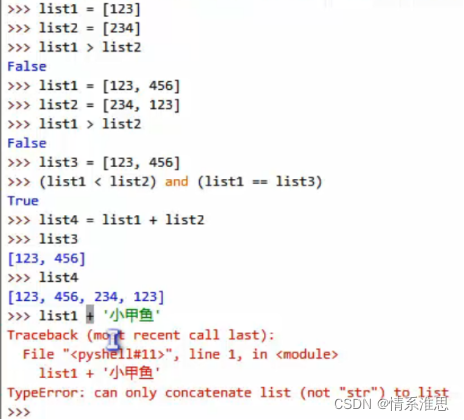 >>> list1 = [123]
>>> list2 = [234]
>>> list1 > list2
False
>>> list1 = [123, 456]
>>> list2 = [234, 123]
>>> list1 > list2
False
>>> list3 = [123, 456]
>>> (list1 < list2) and (list1 == list3)
True
>>> list4 = list1 + list2
>>> list3
[123, 456]
>>> list4
[123, 456, 234, 123]
>>> list1 + '小甲鱼'
Traceback (most recent call last):
  File "<pyshell#11>", line 1, in <module>
    list1 + '小甲鱼'
TypeError: can only concatenate list (not "str") to list
>>>
CSDN @情系淮思